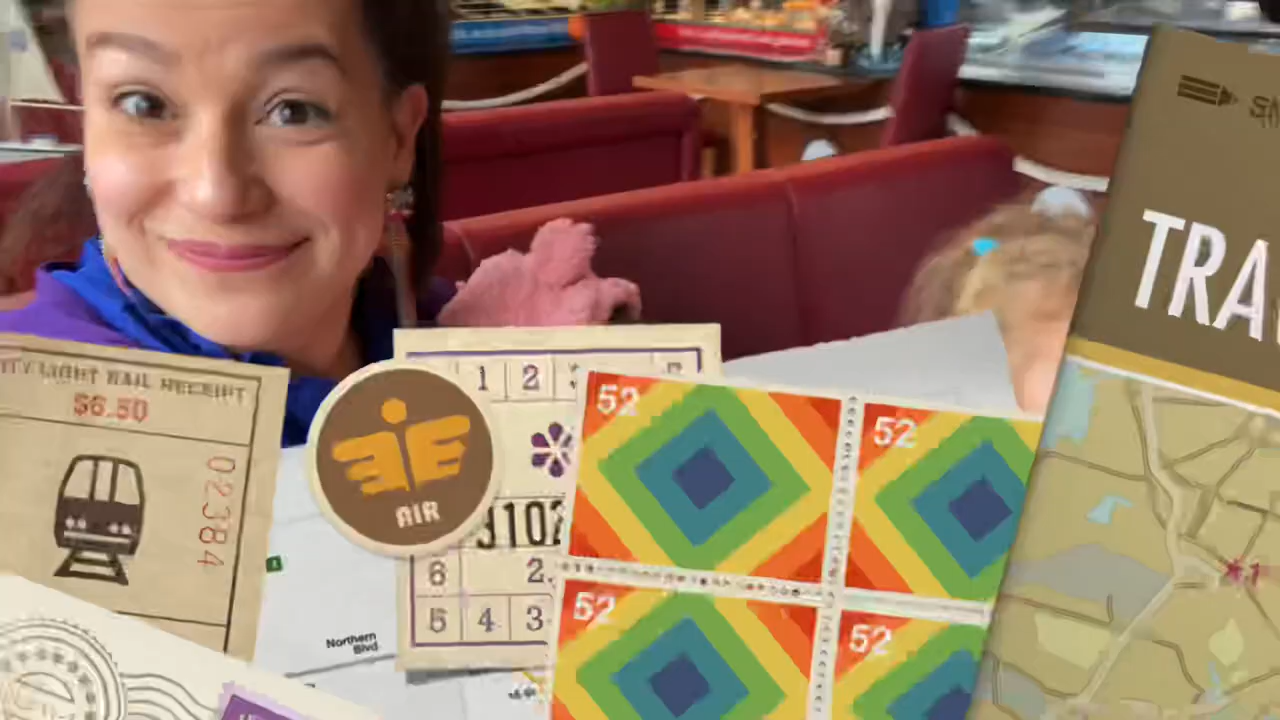 LIGHT RAIL RECEIPT
$6.50
02384
AIR
1 2
6 2
5 4 3
Northern
Blvd
52
52
52
52
TRA
1